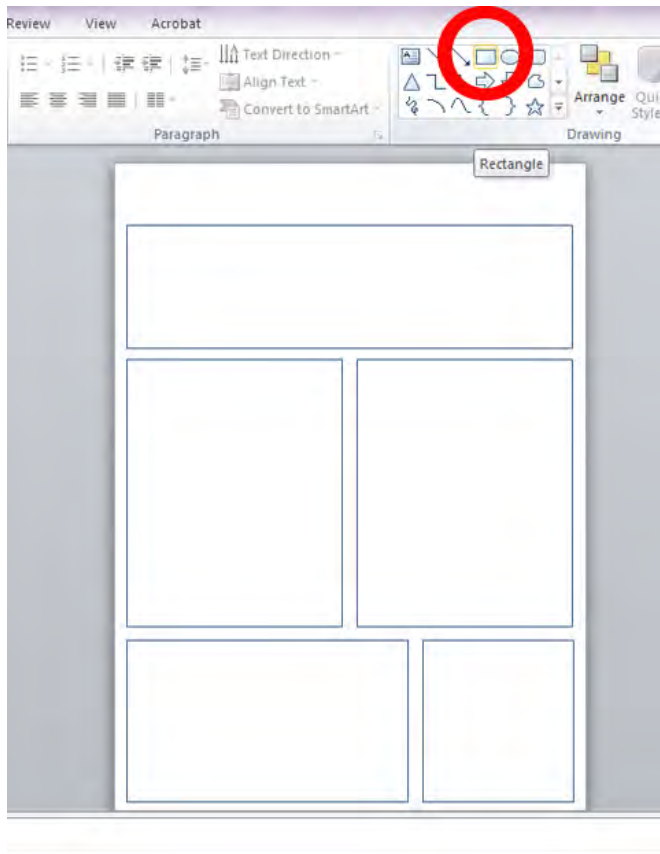 Review View Acrobat
Text Direction
Align Text
Convert to SmartArt
Arrange
Paragraph
Drawing
Rectangle